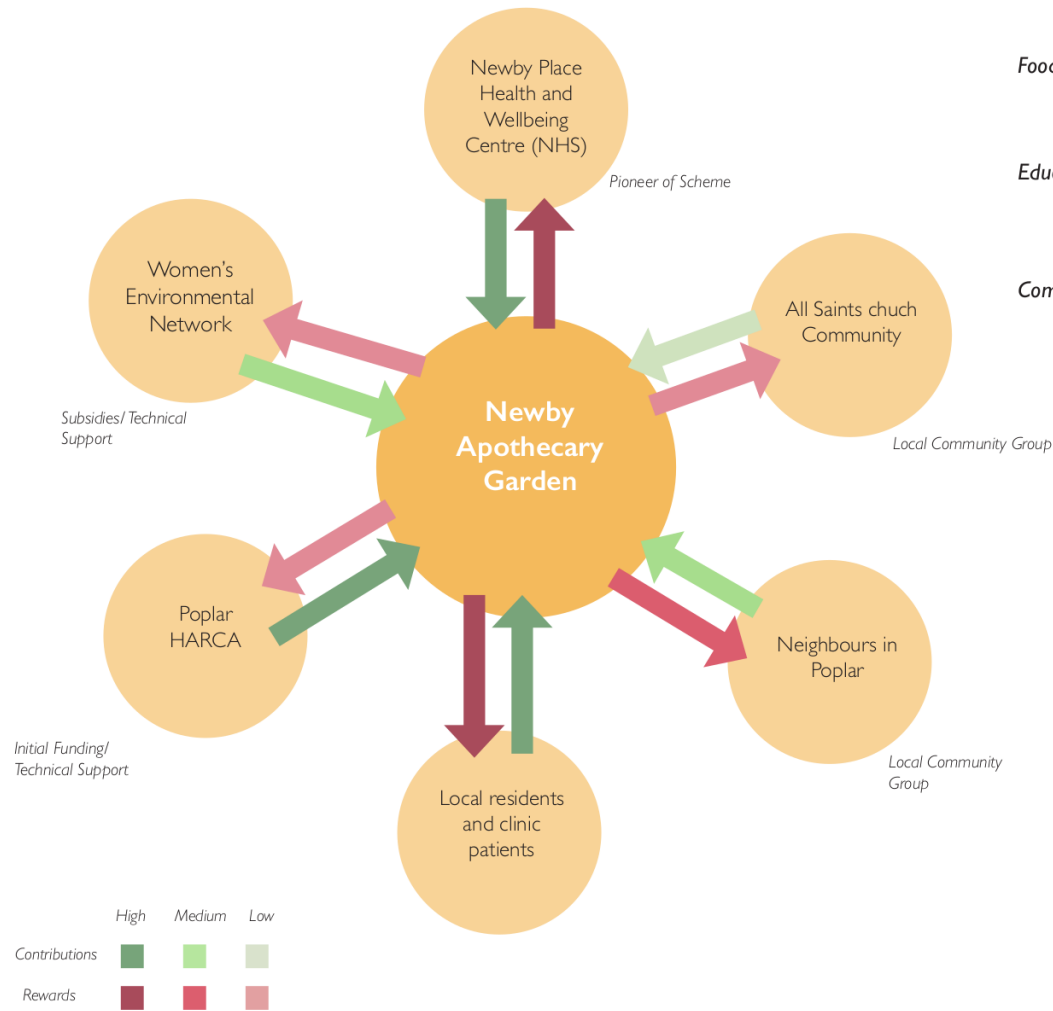 Newby Place
Health and
Wellbeing
Centre (NHS)
Pioneer of Scheme
Women's
Environmental
Network
Subsidies/ Technical
Support
All Saints chuch
Community
Local Community Group
Newby
Apothecary
Garden
Poplar
HARCA
Initial Funding/
Technical Support
Neighbours in
Poplar
Local Community
Group
Local residents
and clinic
patients
High Medium Low
Contributions
Rewards